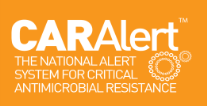 CARAlert™
THE NATIONAL ALERT
SYSTEM FOR CRITICAL
ANTIMICROBIAL RESISTANCE